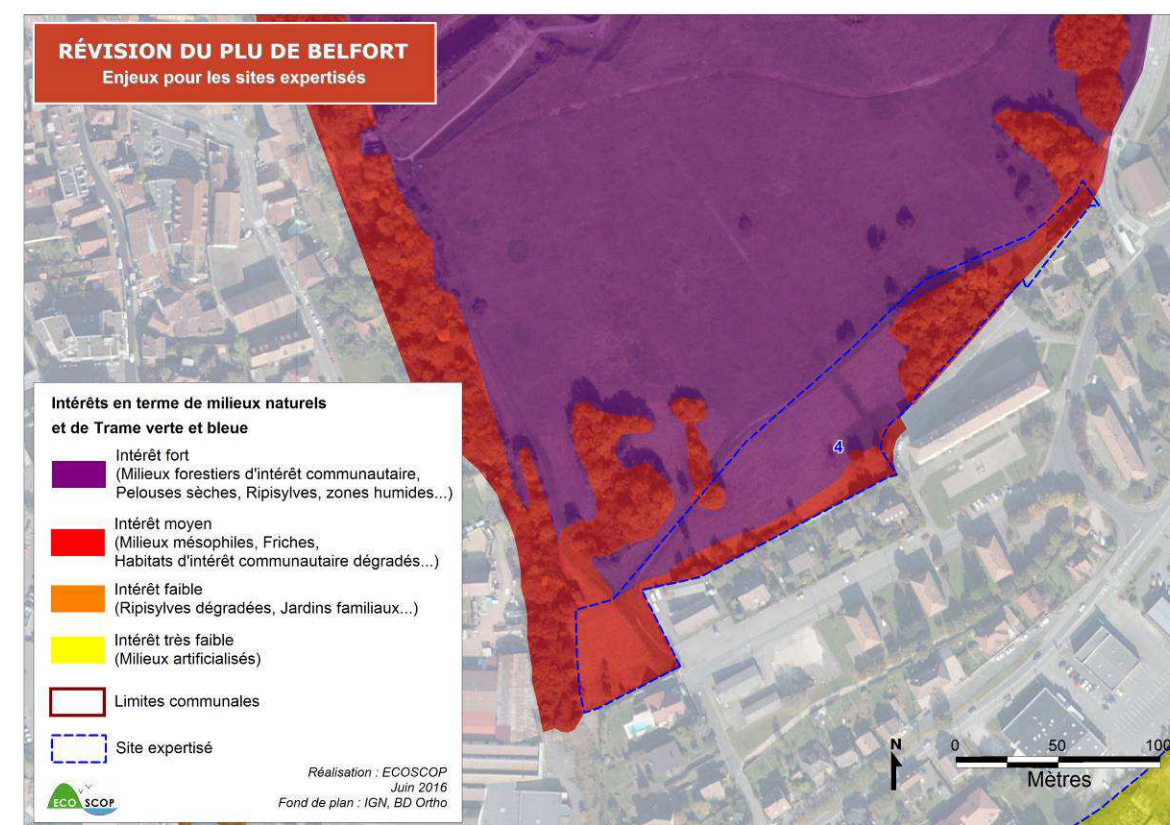 RÉVISION DU PLU DE BELFORT
Enjeux pour les sites expertisés
4
Intérêts en terme de milieux naturels
et de Trame verte et bleue
Intérêt fort
(Milieux forestiers d'intérêt communautaire,
Pelouses sèches, Ripisylves, zones humides...)
Intérêt moyen
(Milieux mésophiles, Friches,
Habitats d'intérêt communautaire dégradés...)
Intérêt faible
(Ripisylves dégradées, Jardins familiaux...)
Intérêt très faible
(Milieux artificialisés)
Limites communales
Site expertisé
Réalisation : ECOSCOP
Juin 2016
Fond de plan : IGN, BD Ortho
ECO SCOP
N
0 50 100
Mètres